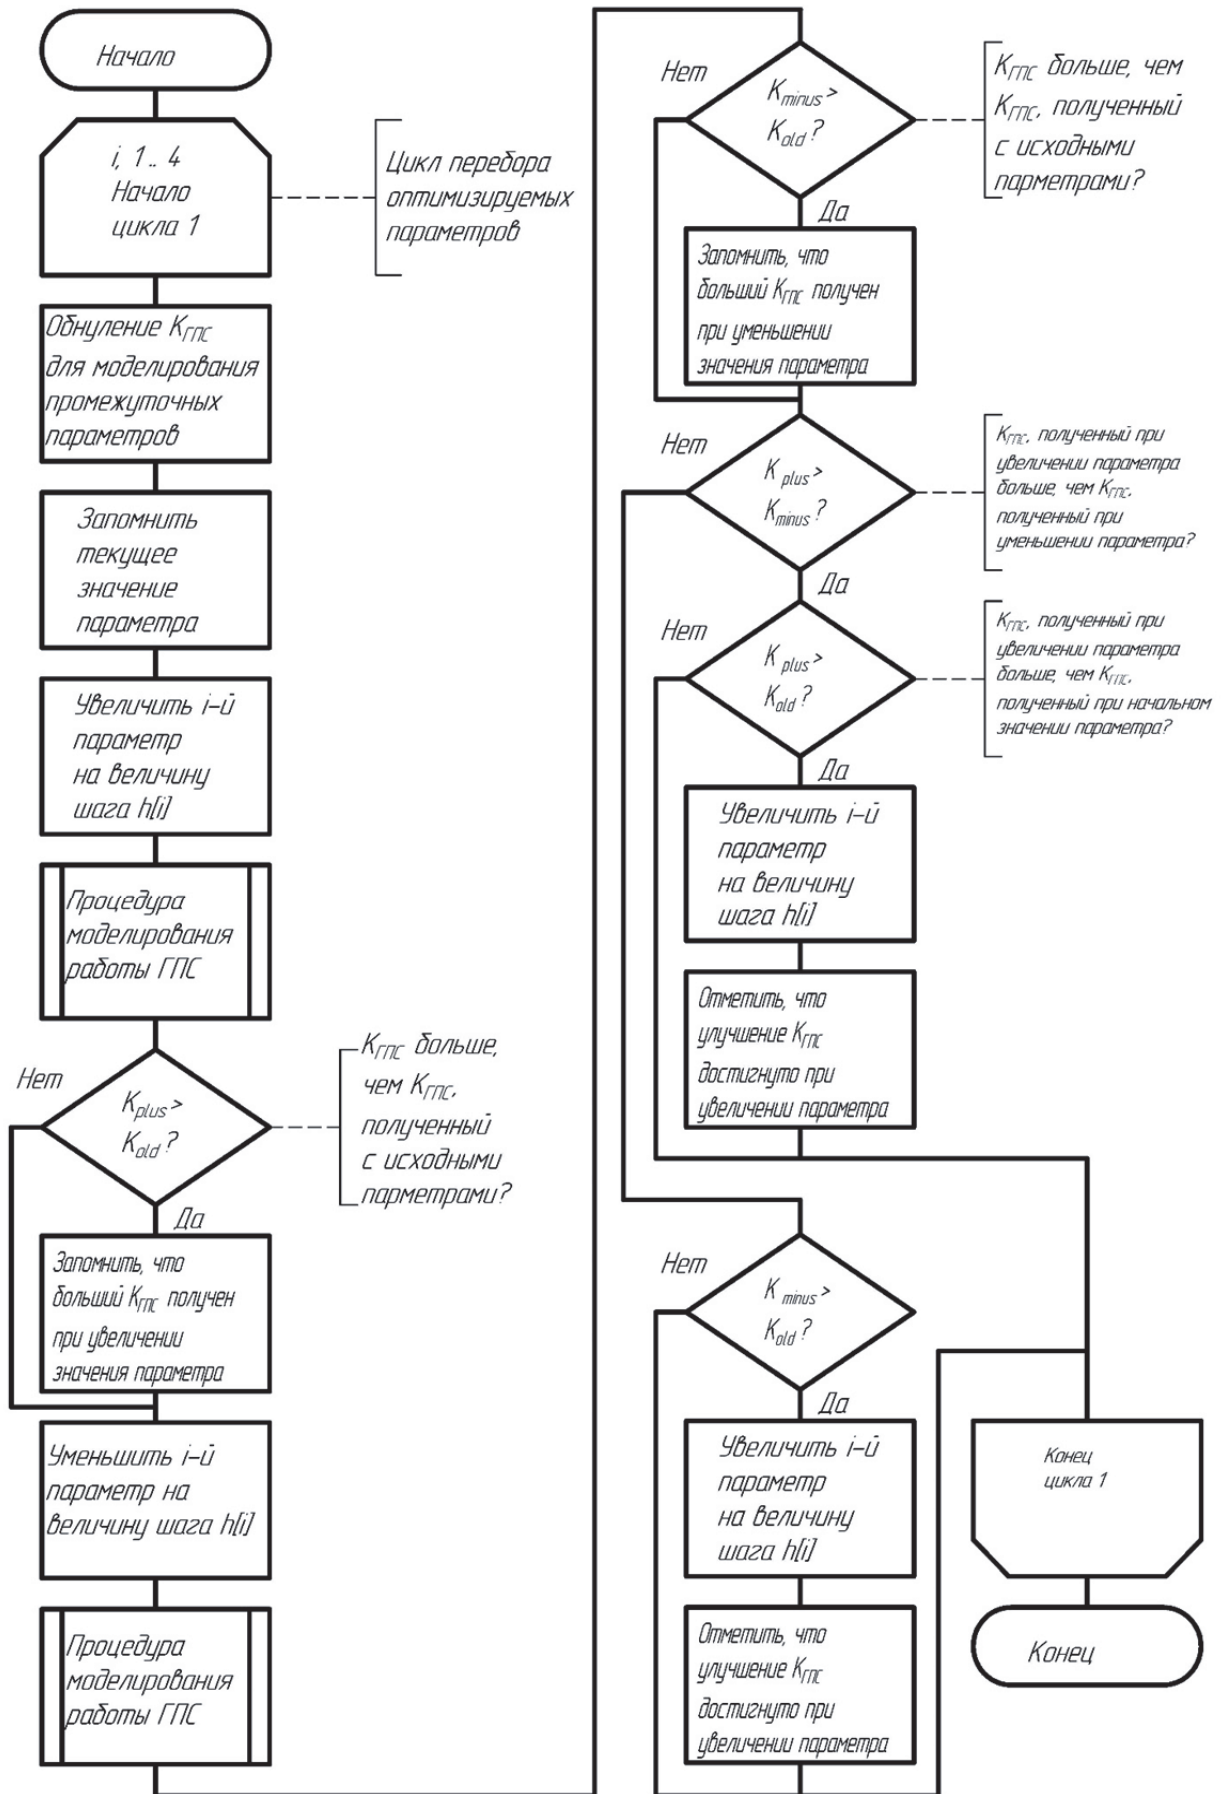 Начало
i, 1.. 4
Начало
цикла 1
Цикл перебора
оптимизируемых
параметров
Обнуление KГПС
для моделирования
промежуточных
параметров
Запомнить
текущее
значение
параметра
Увеличить i-й
параметр
на величину
шага h[i]
Процедура
моделирования
работы ГПС
Нет
Kplus >
Kold ?
KГПС больше,
чем KГПС,
полученный
с исходными
парметрами?
Да
Запомнить, что
больший KГПС получен
при увеличении
значения параметра
Уменьшить i-й
параметр на
величину шага h[i]
Процедура
моделирования
работы ГПС
Нет
Kminus >
Kold ?
KГПС больше, чем
KГПС, полученный
с исходными
парметрами?
Да
Запомнить, что
больший KГПС получен
при уменьшении
значения параметра
Нет
K plus >
Kminus ?
KГПС, полученный при
увеличении параметра
больше, чем KГПС,
полученный при
уменьшении параметра?
Да
Нет
K plus >
Kold ?
KГПС, полученный при
увеличении параметра
больше, чем KГПС,
полученный при начальном
значении параметра?
Да
Увеличить i-й
параметр
на величину
шага h[i]
Отметить, что
улучшение KГПС
достигнуто при
увеличении параметра
Нет
K minus >
Kold ?
Да
Увеличить i-й
параметр
на величину
шага h[i]
Отметить, что
улучшение KГПС
достигнуто при
увеличении параметра
Конец
цикла 1
Конец